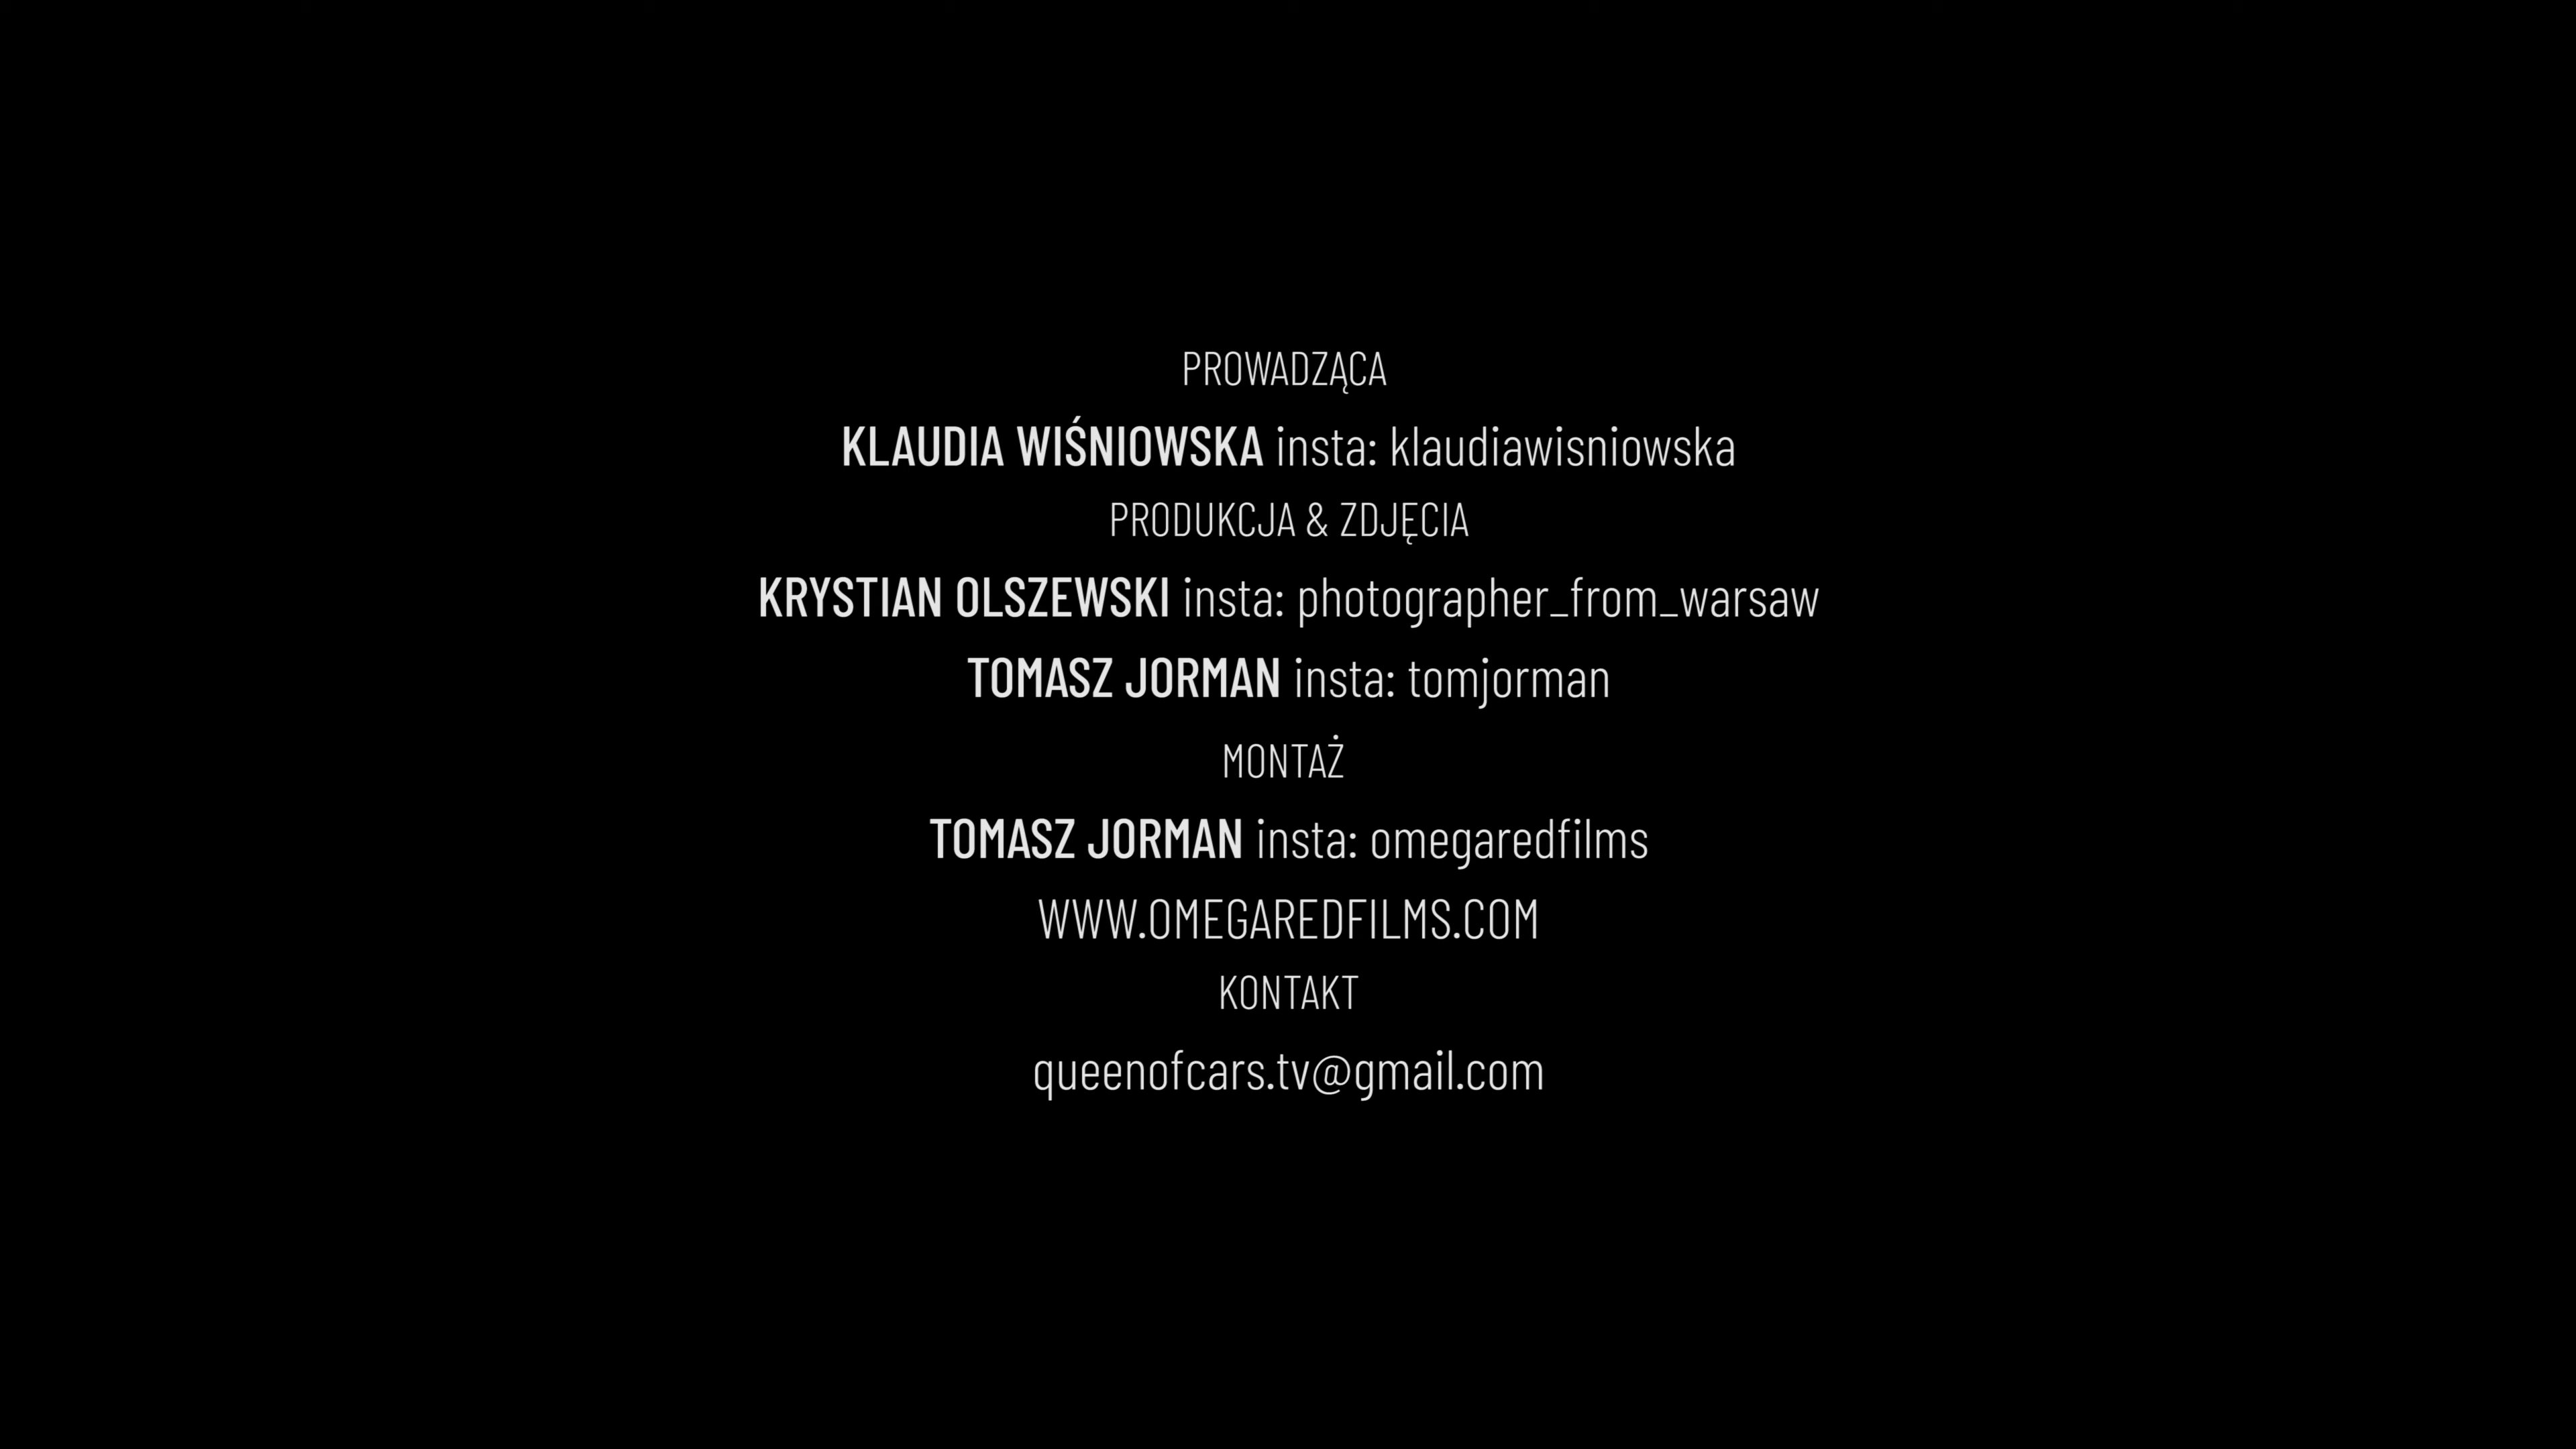 PROWADZĄCA
KLAUDIA WIŚNIOWSKA insta: klaudiawisniowska
PRODUKCJA & ZDJĘCIA
KRYSTIAN OLSZEWSKI insta: photographer_from_warsaw
TOMASZ JORMAN insta: tomjorman
MONTAŻ
TOMASZ JORMAN insta: omegaredfilms
WWW.OMEGAREDFILMS.COM
KONTAKT
queenofcars.tv@gmail.com